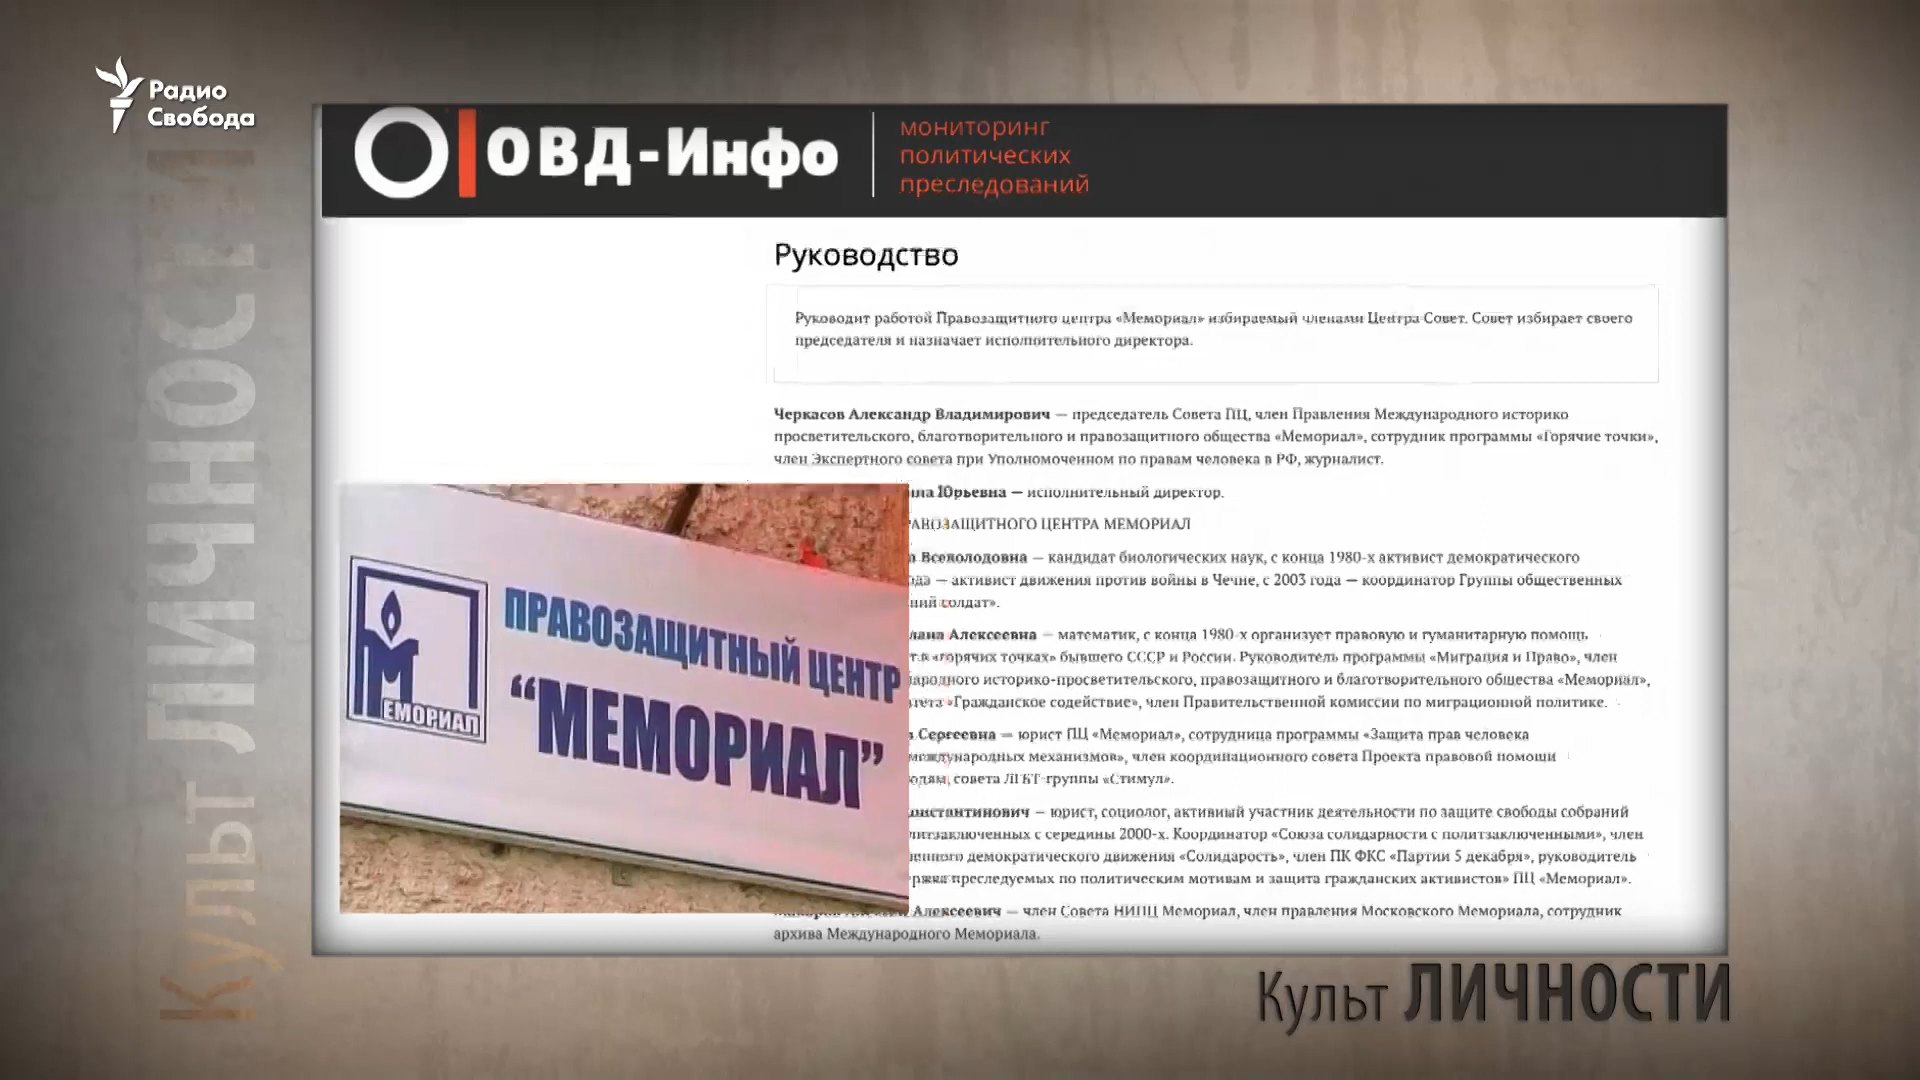 Радио
Свобода
Культ ЛИЧНОСТИ
ОВД-Инфо
мониторинг
политических
преследований
Руководство
Руководит работой Правозащитного центра «Мемориал» избираемый членами Центра Совет. Совет избирает своего
председателя и назначает исполнительного директора.
Черкасов Александр Владимирович — председатель Совета ПЦ, член Правления Международного историко
просветительского, благотворительного и правозащитного общества «Мемориал», сотрудник программы «Горячие точки»,
член Экспертного совета при Уполномоченном по правам человека в РФ, журналист.
Юрьевна — исполнительный директор.
ЗАЩИТНОГО ЦЕНТРА МЕМОРИАЛ
Всеволодовна — кандидат биологических наук, с конца 1980-х активист демократического
— активист движения против войны в Чечне, с 2003 года — координатор Группы общественных
солдат».
Алексеевна — математик, с конца 1980-х организует правовую и гуманитарную помощь
в «горячих точках» бывшего СССР и России. Руководитель программы «Миграция и Право», член
историко-просветительского, правозащитного и благотворительного общества «Мемориал»,
«Гражданское содействие», член Правительственной комиссии по миграционной политике.
Сергеевна — юрист ПЦ «Мемориал», сотрудница программы «Защита прав человека
международных механизмов», член координационного совета Проекта правовой помощи
совета ЛГБТ-группы «Стимул».
— юрист, социолог, активный участник деятельности по защите свободы собраний
с середины 2000-х. Координатор «Союза солидарности с политзаключенными», член
демократического движения «Солидарость», член ПК ФКС «Партии 5 декабря», руководитель
преследуемых по политическим мотивам и защита гражданских активистов» ПЦ «Мемориал».
Алексеевич — член Совета НИПЦ Мемориал, член правления Московского Мемориала, сотрудник
архива Международного Мемориала.
ЕМОРИАЛ
ПРАВОЗАЩИТНЫЙ ЦЕНТР
“МЕМОРИАЛ”
Культ ЛИЧНОСТИ